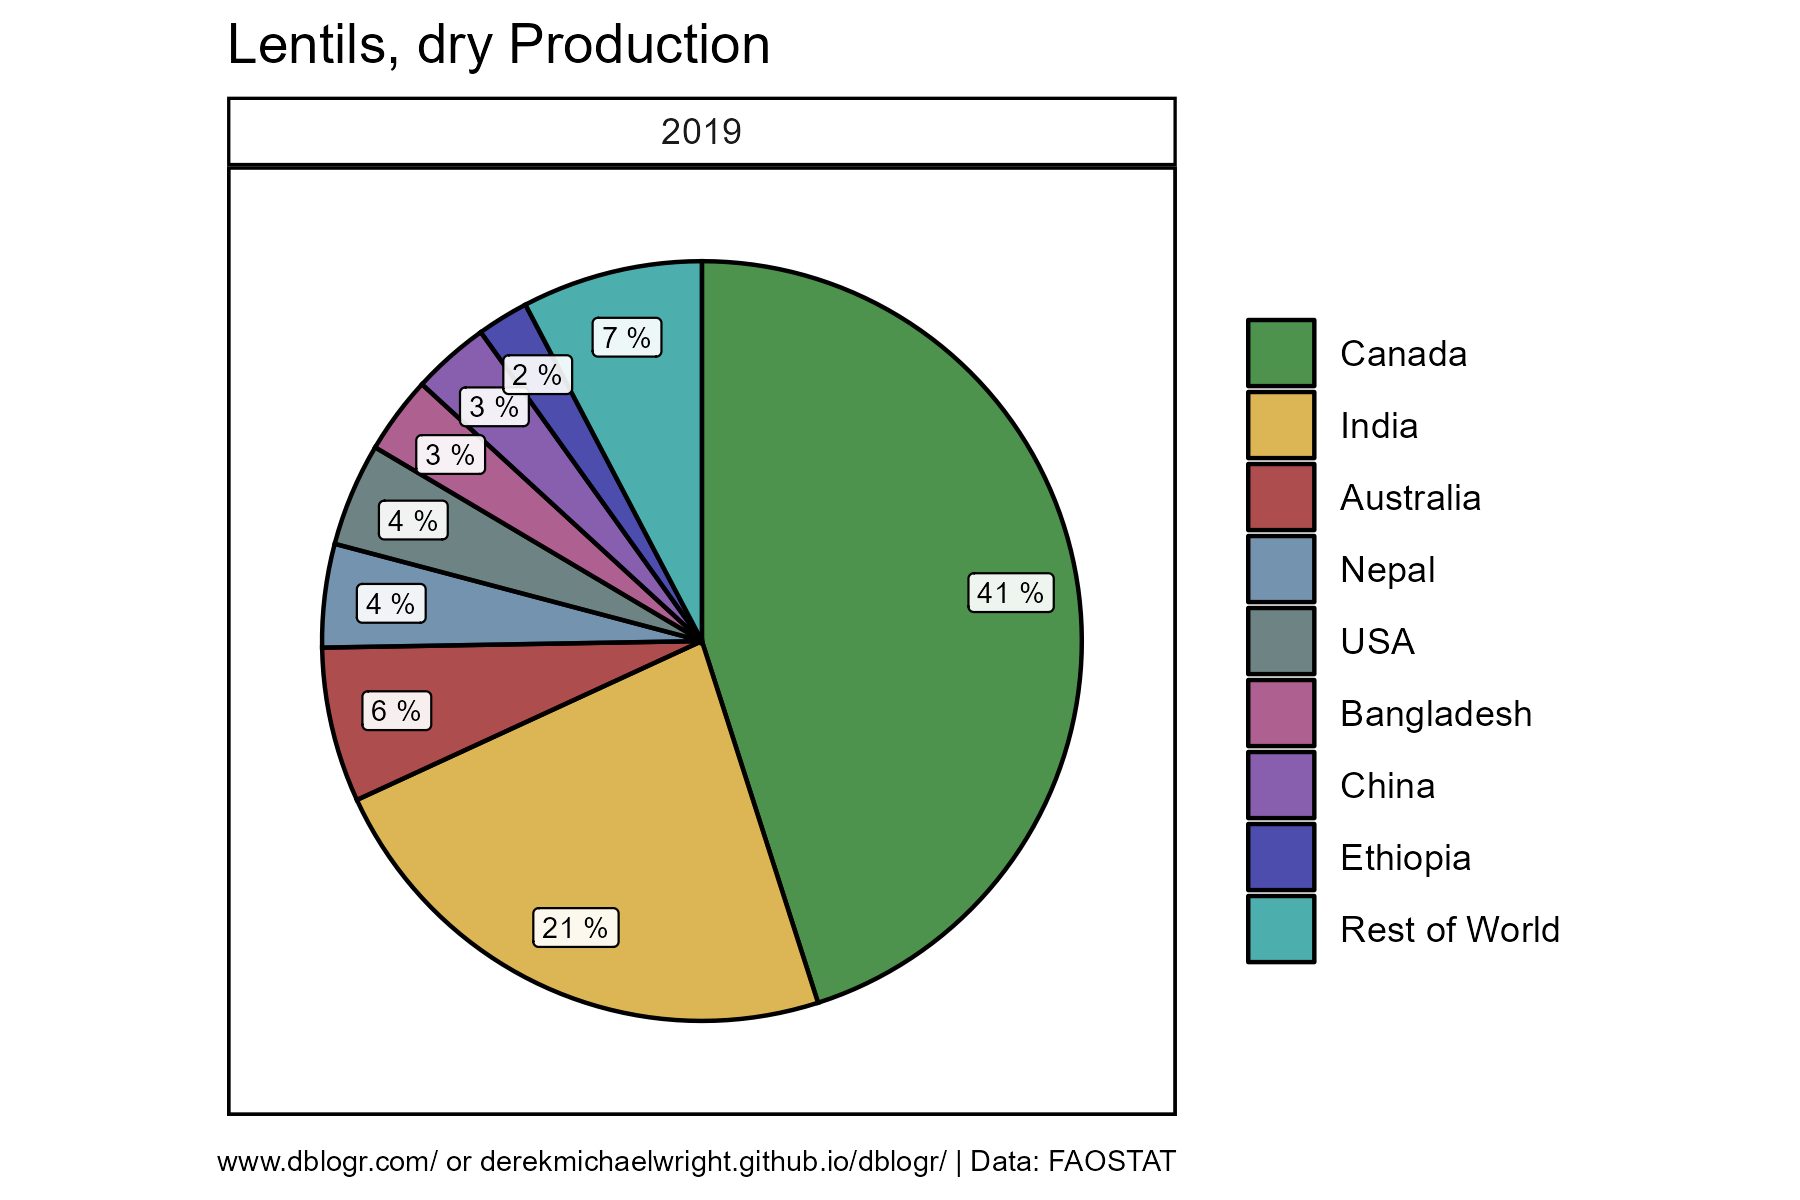 Lentils, dry Production
2019
7 %
2 %
3 %
3 %
4 %
4 %
6 %
21 %
41 %
Canada
India
Australia
Nepal
USA
Bangladesh
China
Ethiopia
Rest of World
www.dblogr.com/ or derekmichaelwright.github.io/dblogr/ | Data: FAOSTAT